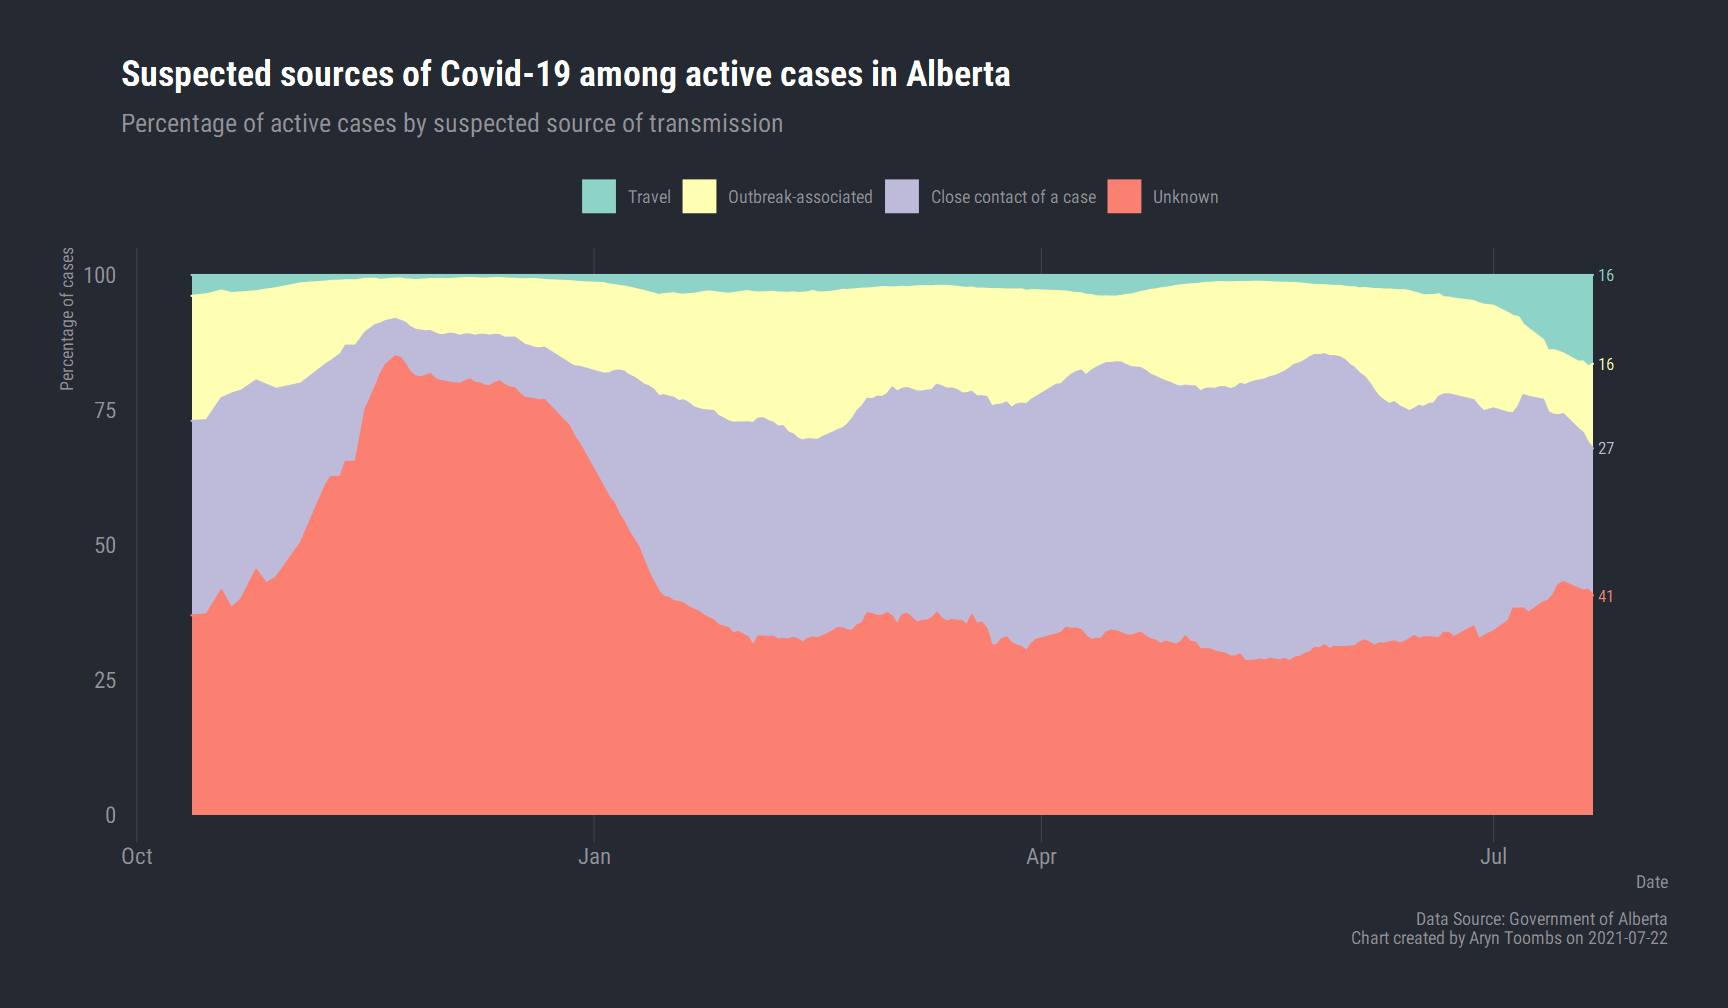 Suspected sources of Covid-19 among active cases in Alberta
Percentage of active cases by suspected source of transmission
Travel Outbreak-associated Close contact of a case Unknown
Percentage of cases
100
75
50
25
0
16
16
27
41
Oct Jan Apr Jul
Date
Data Source: Government of Alberta
Chart created by Aryn Toombs on 2021-07-22